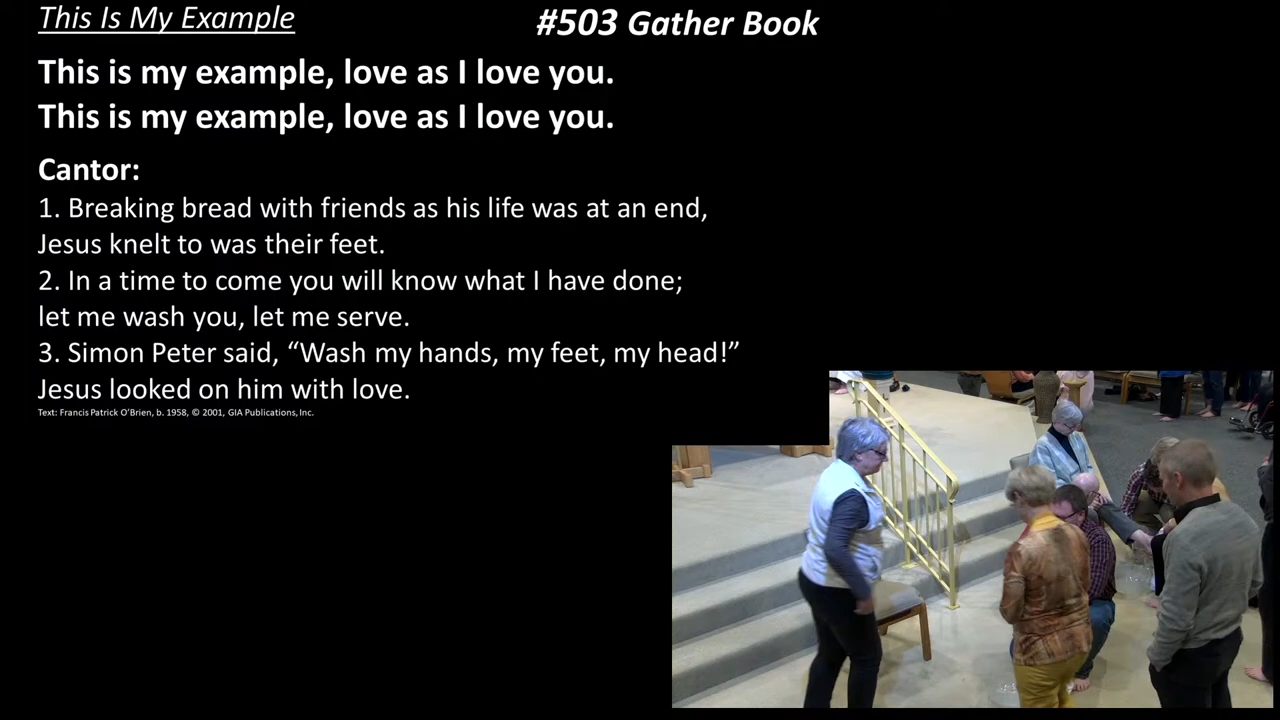 This Is My Example
#503 Gather Book
This is my example, love as I love you.
This is my example, love as I love you.
Cantor:
1. Breaking bread with friends as his life was at an end,
Jesus knelt to was their feet.
2. In a time to come you will know what I have done;
let me wash you, let me serve.
3. Simon Peter said, “Wash my hands, my feet, my head!”
Jesus looked on him with love.
Text: Francis Patrick O’Brien, b. 1958, © 2001, GIA Publications, Inc.